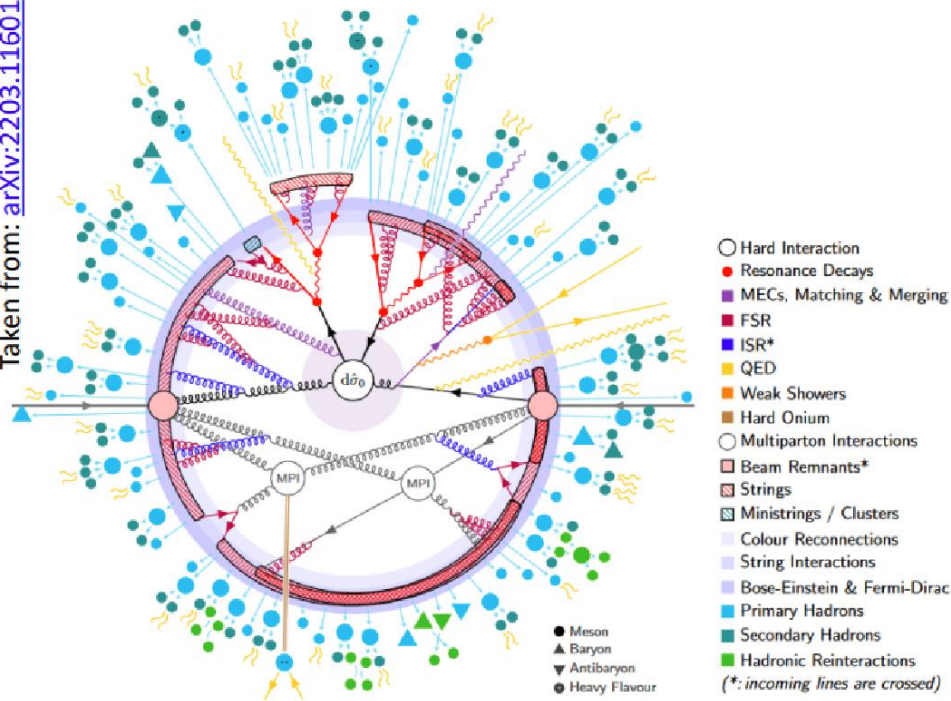 Taken from: arXiv:2203.11601
dσ̂₀
MPI
MPI
Hard Interaction
Resonance Decays
MECs, Matching & Merging
FSR
ISR*
QED
Weak Showers
Hard Onium
Multiparton Interactions
Beam Remnants*
Strings
Ministrings / Clusters
Colour Reconnections
String Interactions
Bose-Einstein & Fermi-Dirac
Primary Hadrons
Secondary Hadrons
Hadronic Reinteractions
(*: incoming lines are crossed)
Meson
Baryon
Antibaryon
Heavy Flavour